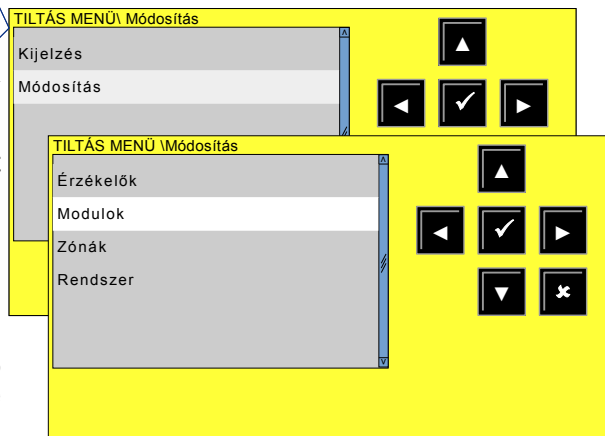 TILTÁS MENÜ\ Módosítás
Kijelzés
Módosítás
TILTÁS MENÜ \Módosítás
Érzékelők
Modulok
Zónák
Rendszer